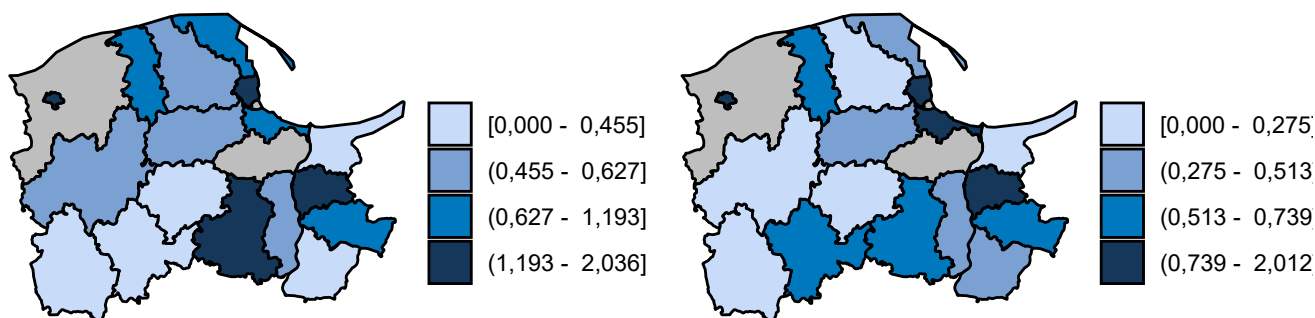 [0,000 - 0,455]
(0,455 - 0,627]
(0,627 - 1,193]
(1,193 - 2,036]
[0,000 - 0,275]
(0,275 - 0,513]
(0,513 - 0,739]
(0,739 - 2,012]